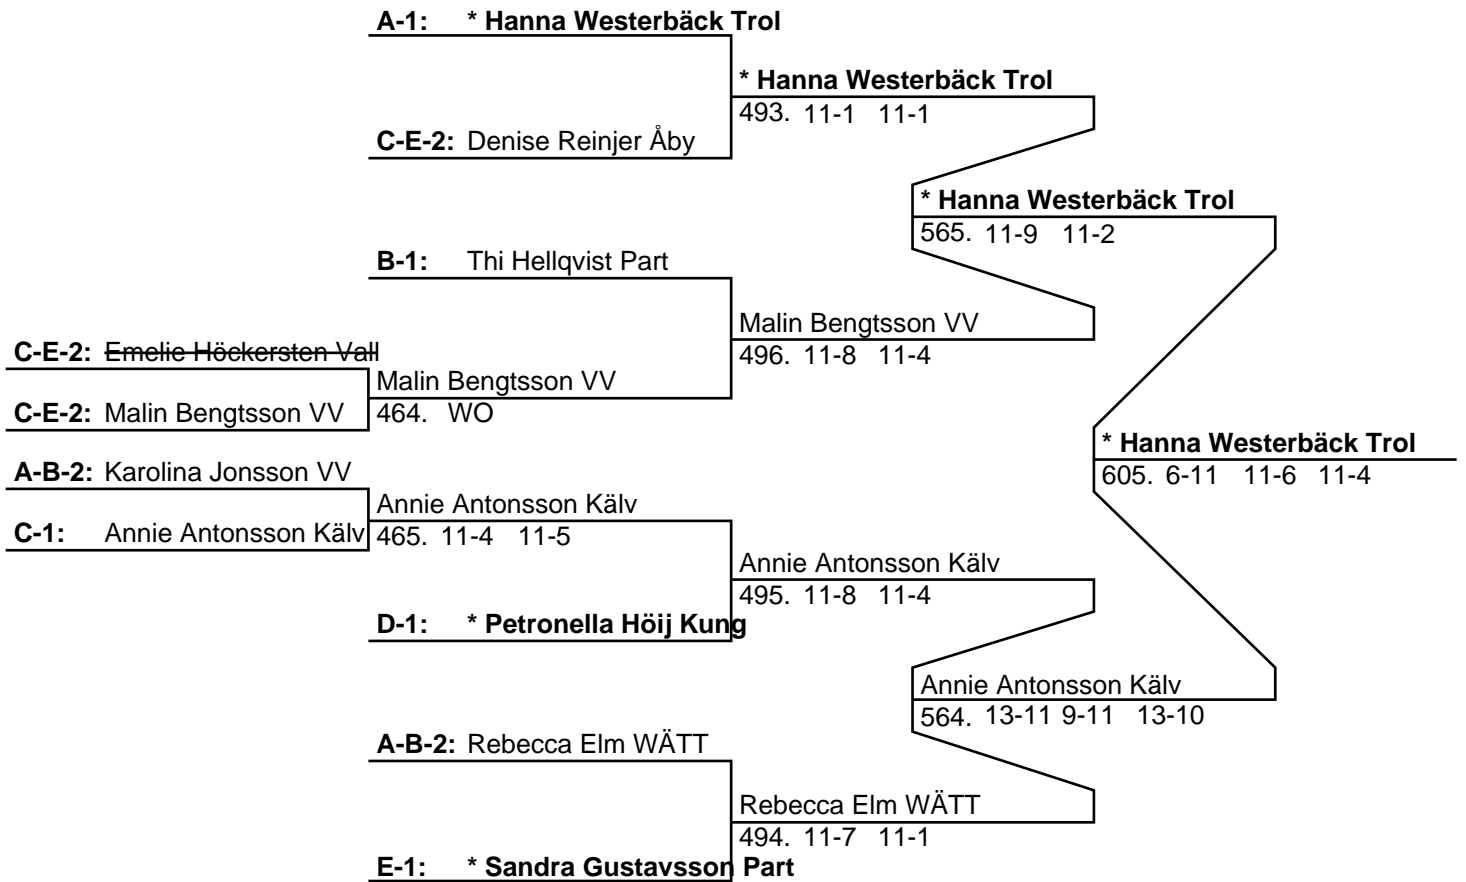 A-1: * Hanna Westerbäck Trol
* Hanna Westerbäck Trol
493. 11-1 11-1
C-E-2: Denise Reinjer Åby
* Hanna Westerbäck Trol
565. 11-9 11-2
B-1: Thi Hellqvist Part
Malin Bengtsson VV
496. 11-8 11-4
C-E-2: Emelie Höckersten Vall
Malin Bengtsson VV
464. WO
C-E-2: Malin Bengtsson VV
* Hanna Westerbäck Trol
605. 6-11 11-6 11-4
A-B-2: Karolina Jonsson VV
Annie Antonsson Kälv
465. 11-4 11-5
C-1: Annie Antonsson Kälv
Annie Antonsson Kälv
495. 11-8 11-4
D-1: * Petronella Höij Kung
Annie Antonsson Kälv
564. 13-11 9-11 13-10
A-B-2: Rebecca Elm WÄTT
Rebecca Elm WÄTT
494. 11-7 11-1
E-1: * Sandra Gustavsson Part